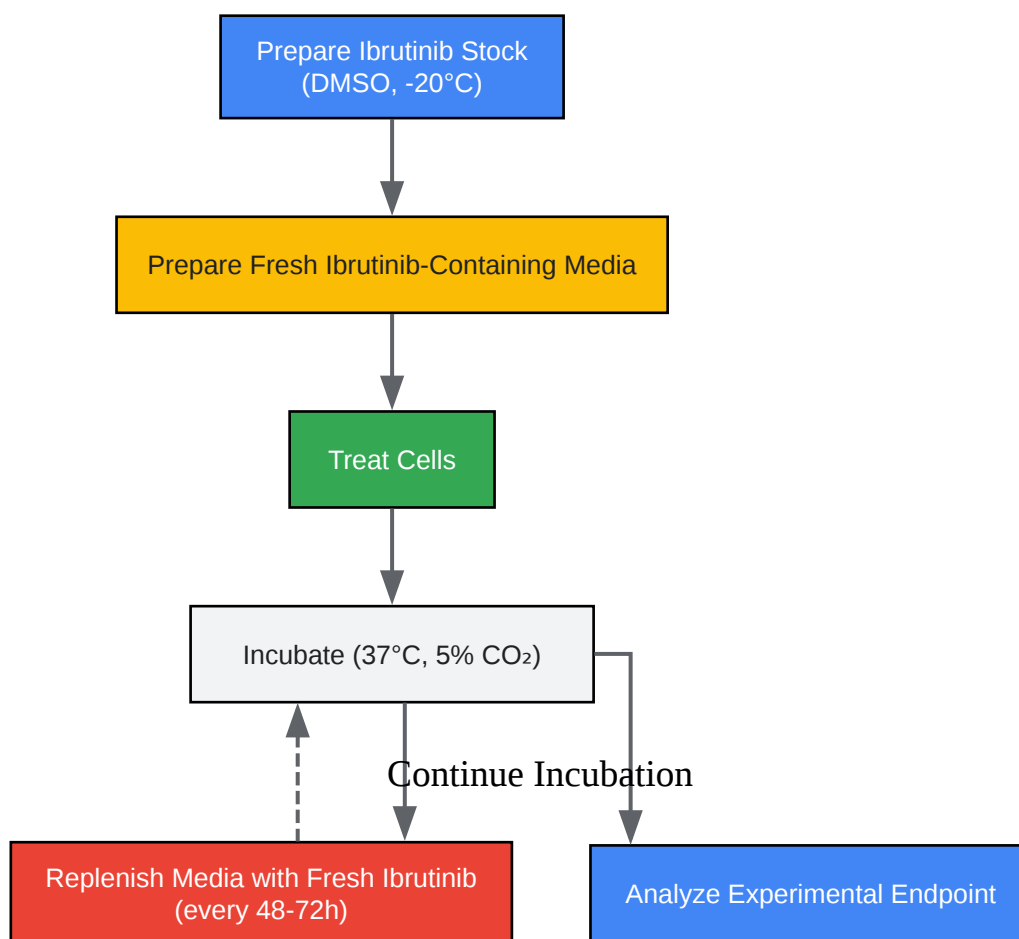 Prepare Ibrutinib Stock
(DMSO, -20°C)
Prepare Fresh Ibrutinib-Containing Media
Treat Cells
Incubate (37°C, 5% CO₂)
Continue Incubation
Replenish Media with Fresh Ibrutinib
(every 48-72h)
Analyze Experimental Endpoint